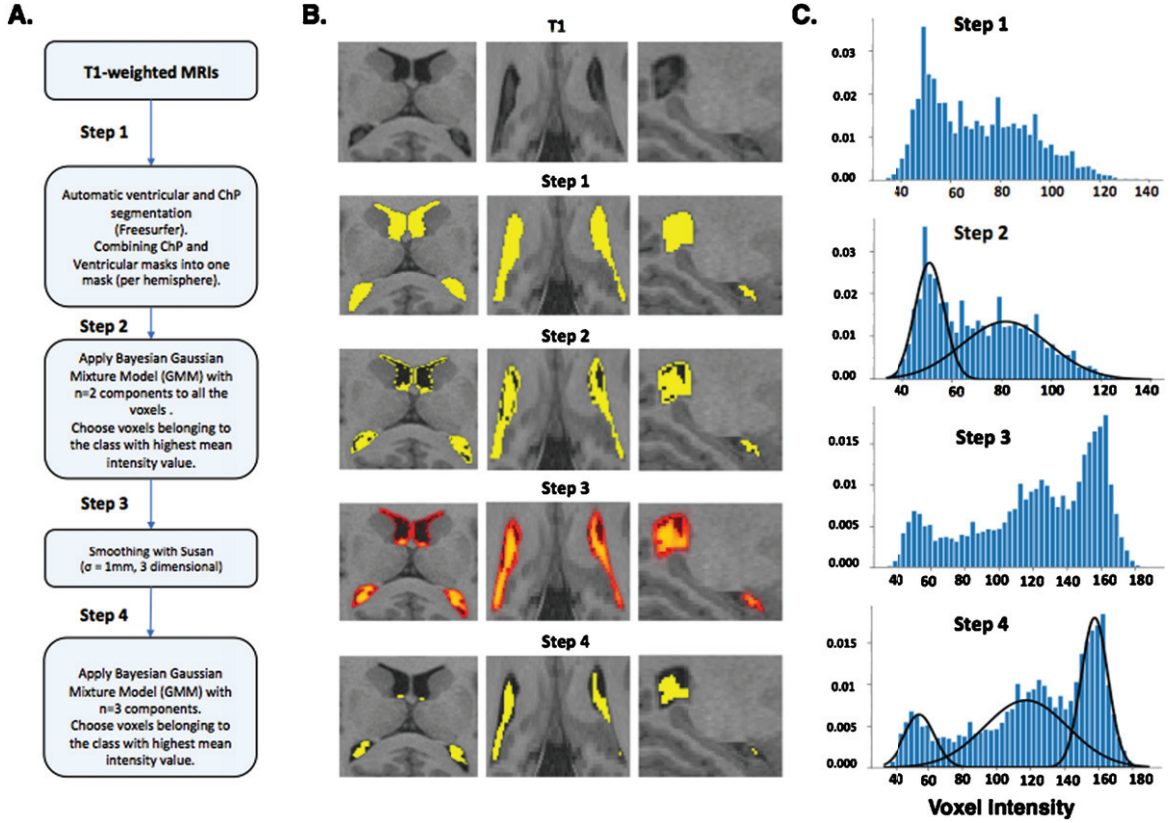 A.
T1-weighted MRIs
Step 1
Automatic ventricular and ChP
segmentation
(Freesurfer).
Combining ChP and
Ventricular masks into one
mask (per hemisphere).
Step 2
Apply Bayesian Gaussian
Mixture Model (GMM) with
n=2 components to all the
voxels .
Choose voxels belonging to
the class with highest mean
intensity value.
Step 3
Smoothing with Susan
(σ = 1mm, 3 dimensional)
Step 4
Apply Bayesian Gaussian
Mixture Model (GMM) with
n=3 components.
Choose voxels belonging to
the class with highest mean
intensity value.
B.
T1
Step 1
Step 2
Step 3
Step 4
C.
Step 1
0.03
0.02
0.01
0.00
40 60 80 100 120 140
Step 2
0.03
0.02
0.01
0.00
40 60 80 100 120 140
Step 3
0.015
0.010
0.005
0.000
40 60 80 100 120 140 160 180
Step 4
0.015
0.010
0.005
0.000
40 60 80 100 120 140 160 180
Voxel Intensity